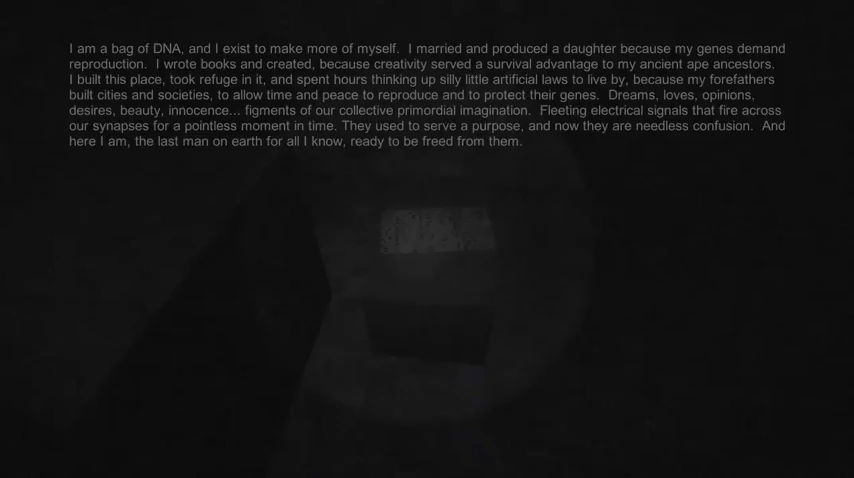 I am a bag of DNA, and I exist to make more of myself.  I married and produced a daughter because my genes demand
reproduction.  I wrote books and created, because creativity served a survival advantage to my ancient ape ancestors.
I built this place, took refuge in it, and spent hours thinking up silly little artificial laws to live by, because my forefathers
built cities and societies, to allow time and peace to reproduce and to protect their genes.  Dreams, loves, opinions,
desires, beauty, innocence... figments of our collective primordial imagination.  Fleeting electrical signals that fire across
our synapses for a pointless moment in time. They used to serve a purpose, and now they are needless confusion.  And
here I am, the last man on earth for all I know, ready to be freed from them.